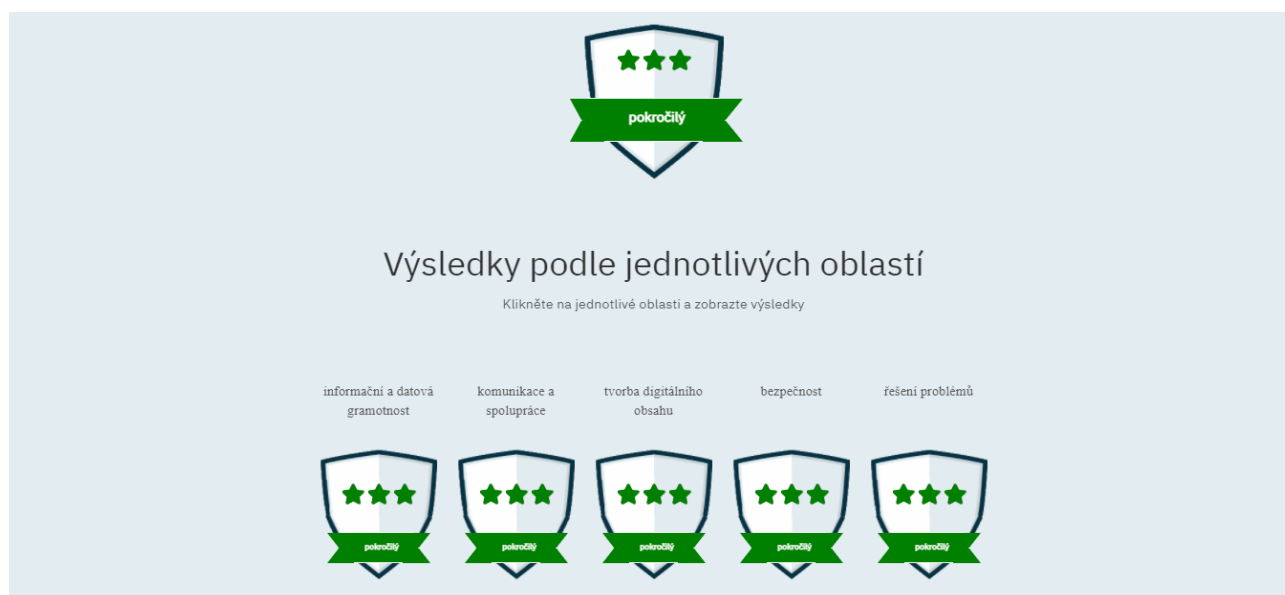 pokročilý
Výsledky podle jednotlivých oblastí
Klikněte na jednotlivé oblasti a zobrazte výsledky
informační a datová
gramotnost
komunikace a
spolupráce
tvorba digitálního
obsahu
bezpečnost
řešení problémů
pokročilý
pokročilý
pokročilý
pokročilý
pokročilý